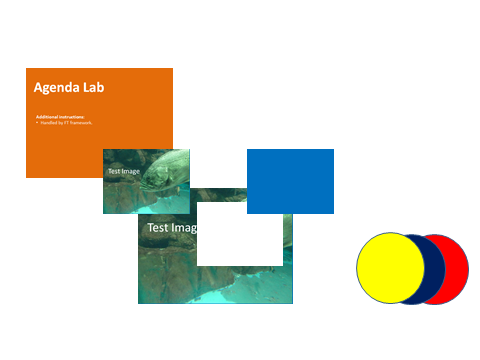 Agenda Lab
Additional instructions:
• Handled by FT framework.
Test Image
Test Imag